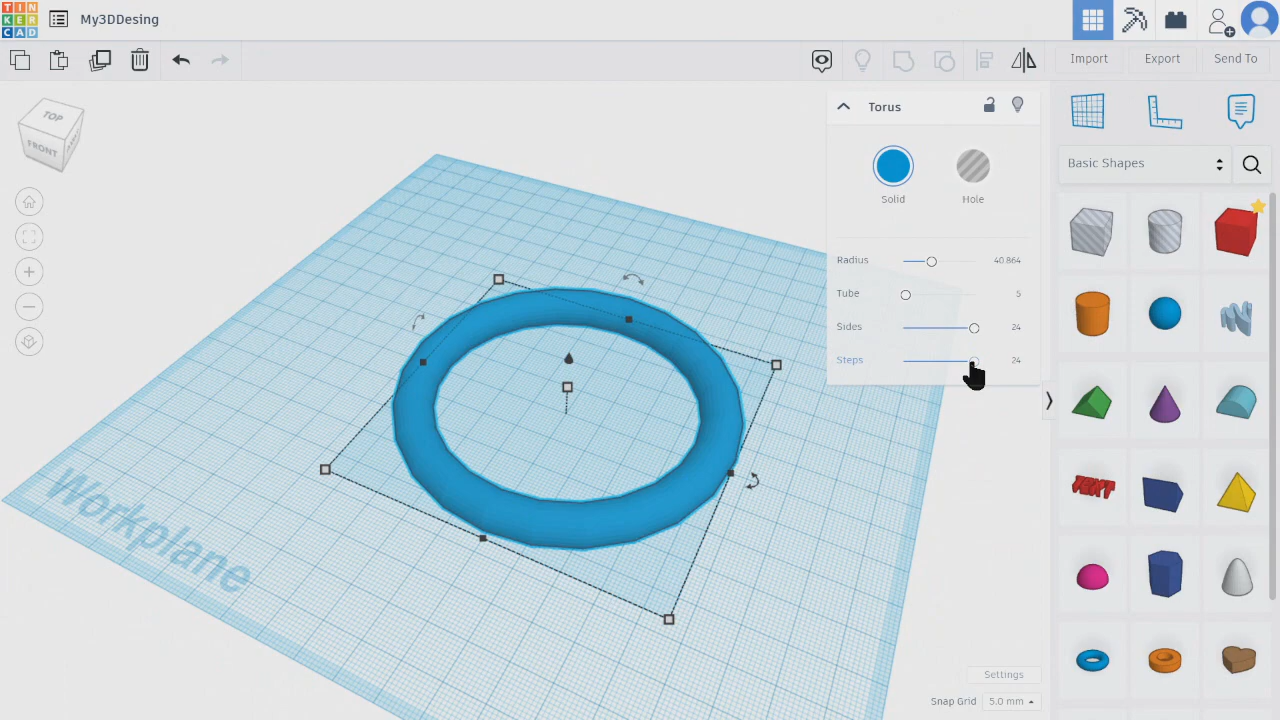 TIN
KER
CAD
My3DDesing
Import
Export
Send To
TOP
FRONT
Torus
Solid
Hole
Radius 40.864
Tube 5
Sides 24
Steps 24
Basic Shapes
TEXT
Workplane
Settings
Snap Grid 5.0 mm